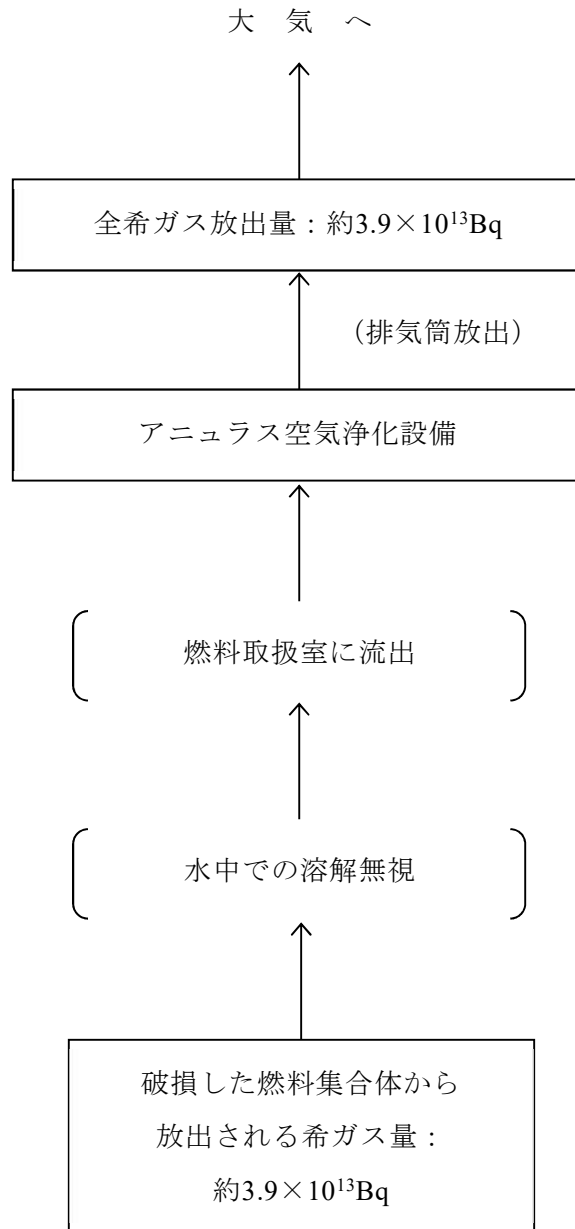 大 気 へ
全希ガス放出量：約3.9×10¹³Bq
（排気筒放出）
アニュラス空気浄化設備
燃料取扱室に流出
水中での溶解無視
破損した燃料集合体から
放出される希ガス量：
約3.9×10¹³Bq